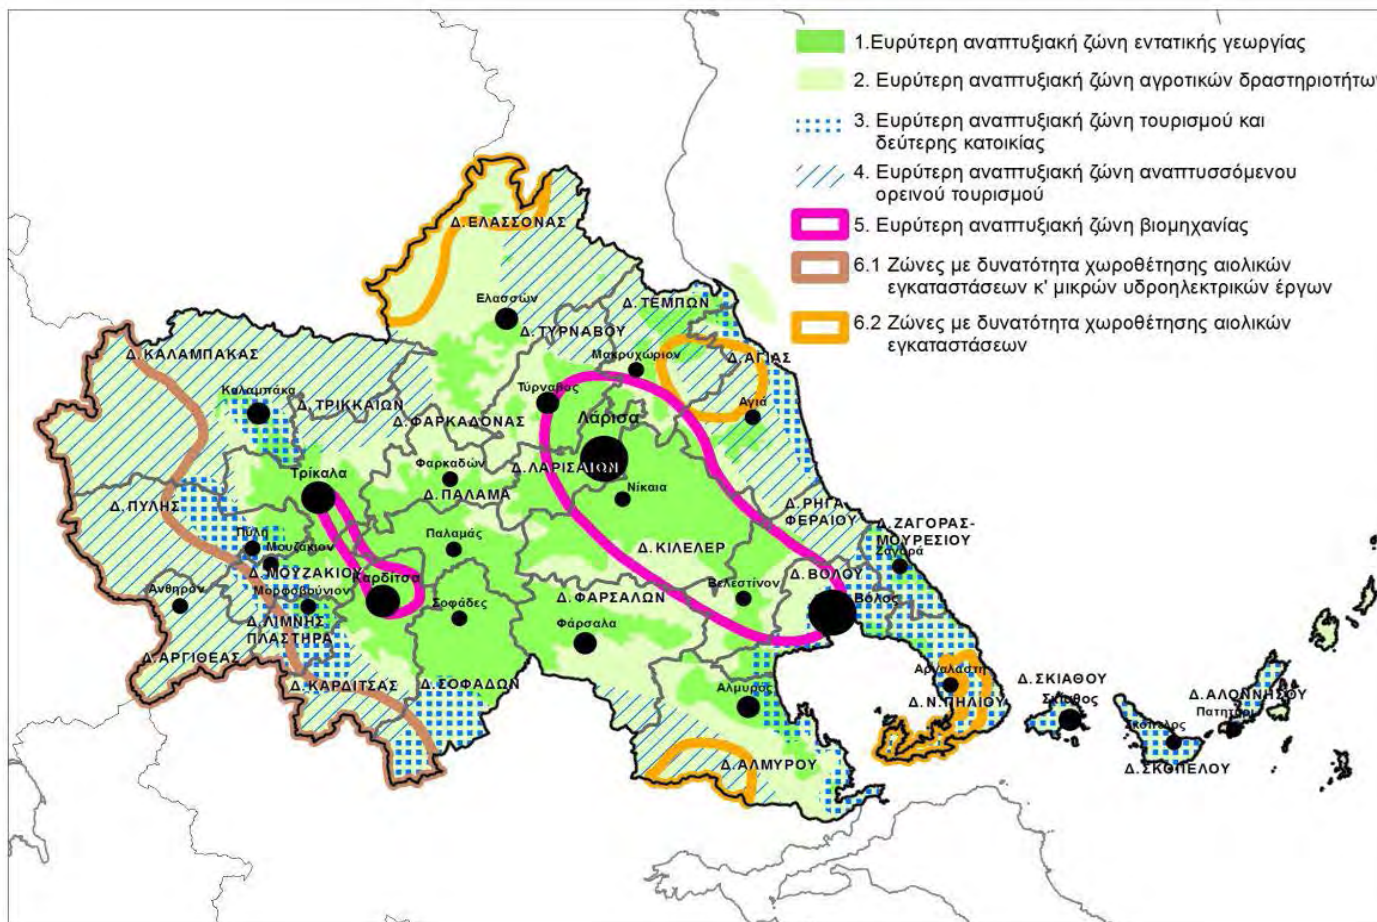 1.Ευρύτερη αναπτυξιακή ζώνη εντατικής γεωργίας
2. Ευρύτερη αναπτυξιακή ζώνη αγροτικών δραστηριοτήτων
3. Ευρύτερη αναπτυξιακή ζώνη τουρισμού και
δεύτερης κατοικίας
4. Ευρύτερη αναπτυξιακή ζώνη αναπτυσσόμενου
ορεινού τουρισμού
5. Ευρύτερη αναπτυξιακή ζώνη βιομηχανίας
6.1 Ζώνες με δυνατότητα χωροθέτησης αιολικών
εγκαταστάσεων κ' μικρών υδροηλεκτρικών έργων
6.2 Ζώνες με δυνατότητα χωροθέτησης αιολικών
εγκαταστάσεων
Δ.ΕΛΑΣΣΟΝΑΣ
Ελασσών
Δ.ΤΕΜΠΩΝ
Δ.ΤΥΡΝΑΒΟΥ
Μακρυχώριον
Δ.ΑΓΙΑΣ
Δ.ΚΑΛΑΜΠΑΚΑΣ
Καλαμπάκα
Τύρναβος
Αγιά
Δ.ΤΡΙΚΚΑΙΩΝ
Λάρισα
Δ.ΦΑΡΚΑΔΟΝΑΣ
Φαρκαδών
Δ.ΛΑΡΙΣΑΙΩΝ
Τρίκαλα
Νίκαια
Δ.ΠΑΛΑΜΑ
Δ.ΠΥΛΗΣ
Δ.ΡΗΓΑ
ΦΕΡΑΙΟΥ
Δ.ΖΑΓΟΡΑΣ-
ΜΟΥΡΕΣΙΟΥ
Ζαγορά
Πύλη
Μουζάκιον
Παλαμάς
Δ.ΚΙΛΕΛΕΡ
Δ.ΜΟΥΖΑΚΙΟΥ
Καρδίτσα
Δ.ΒΟΛΟΥ
Βελεστίνον
Βόλος
Ανθηρόν
Μορφοβούνιον
Δ.ΦΑΡΣΑΛΩΝ
Σοφάδες
Φάρσαλα
Δ.ΛΙΜΝΗΣ
ΠΛΑΣΤΗΡΑ
Δ.ΑΡΓΙΘΕΑΣ
Δ.ΚΑΡΔΙΤΣΑΣ
Δ.ΣΟΦΑΔΩΝ
Αλμυρός
Αργαλαστή
Δ.Ν.ΠΗΛΙΟΥ
Δ.ΣΚΙΑΘΟΥ
Σκίαθος
Δ.ΑΛΟΝΝΗΣΟΥ
Σκόπελος
Δ.ΣΚΟΠΕΛΟΥ
Δ.ΑΛΜΥΡΟΥ